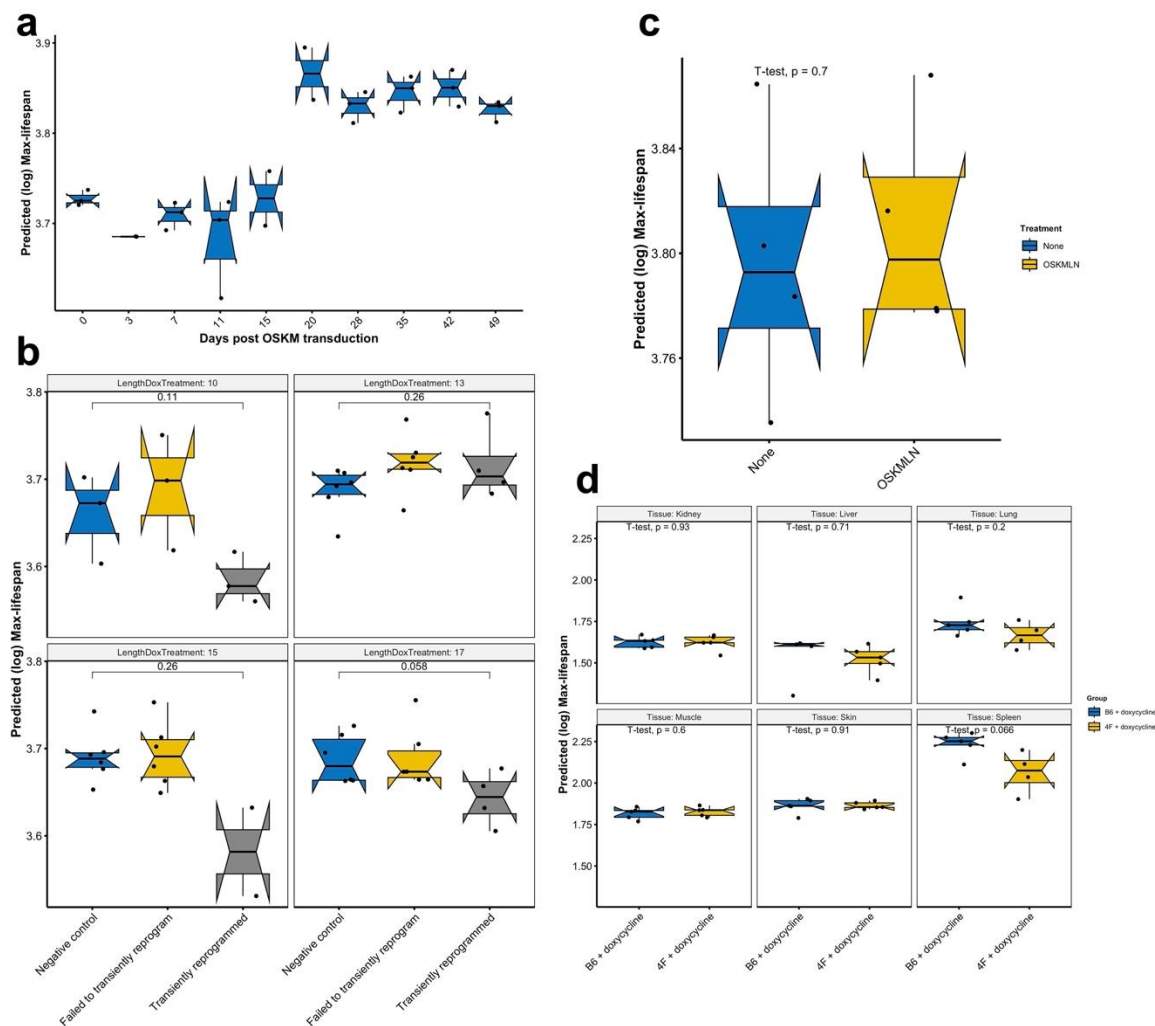 a
Predicted (log) Max-lifespan
3.9
3.8
3.7
0
3
7
11
15
20
28
35
42
49
Days post OSKM transduction
b
Predicted (log) Max-lifespan
LengthDoxTreatment: 10
LengthDoxTreatment: 13
3.8
3.7
3.6
0.11
0.26
LengthDoxTreatment: 15
LengthDoxTreatment: 17
3.8
3.7
3.6
0.26
0.058
Negative control
Failed to transiently reprogram
Transiently reprogrammed
Negative control
Failed to transiently reprogram
Transiently reprogrammed
c
Predicted (log) Max-lifespan
T-test, p = 0.7
3.84
3.80
3.76
None
OSKMLN
Treatment
None
OSKMLN
d
Predicted (log) Max-lifespan
Tissue: Kidney
Tissue: Liver
Tissue: Lung
T-test, p = 0.93
T-test, p = 0.71
T-test, p = 0.2
2.25
2.00
1.75
1.50
Tissue: Muscle
Tissue: Skin
Tissue: Spleen
T-test, p = 0.6
T-test, p = 0.91
T-test, p = 0.066
2.25
2.00
1.75
1.50
B6 + doxycycline
4F + doxycycline
B6 + doxycycline
4F + doxycycline
B6 + doxycycline
4F + doxycycline
Group
B6 + doxycycline
4F + doxycycline